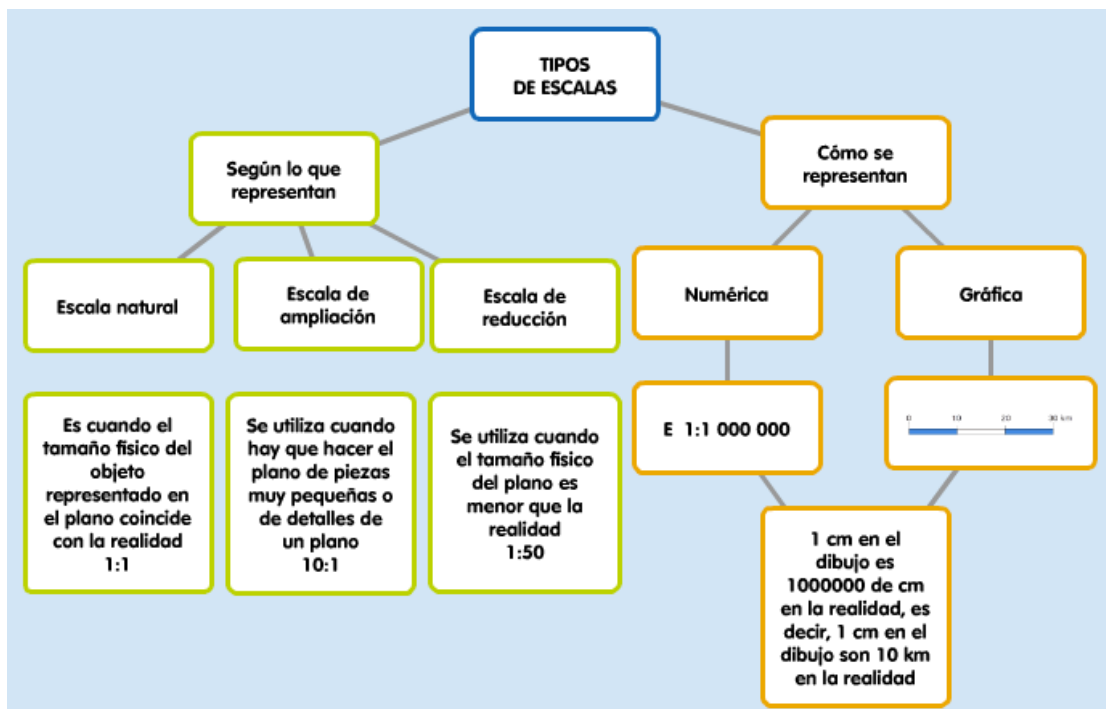 TIPOS
DE ESCALAS
Según lo que
representan
Cómo se
representan
Escala natural
Escala de
ampliación
Escala de
reducción
Numérica
Gráfica
Es cuando el
tamaño físico del
objeto
representado en
el plano coincide
con la realidad
1:1
Se utiliza cuando
hay que hacer el
plano de piezas
muy pequeñas o
de detalles de
un plano
10:1
Se utiliza cuando
el tamaño físico
del plano es
menor que la
realidad
1:50
E 1:1 000 000
0 10 20 30 km
1 cm en el
dibujo es
1000000 de cm
en la realidad, es
decir, 1 cm en el
dibujo son 10 km
en la realidad